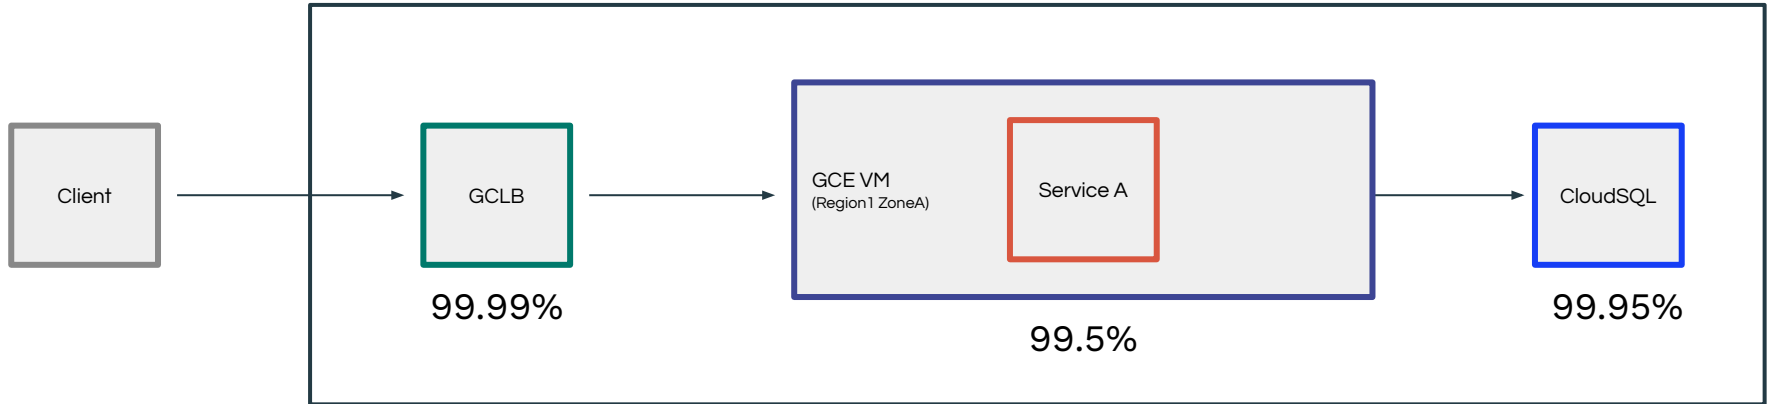 Client
GCLB
99.99%
GCE VM
(Region1 ZoneA)
Service A
99.5%
CloudSQL
99.95%